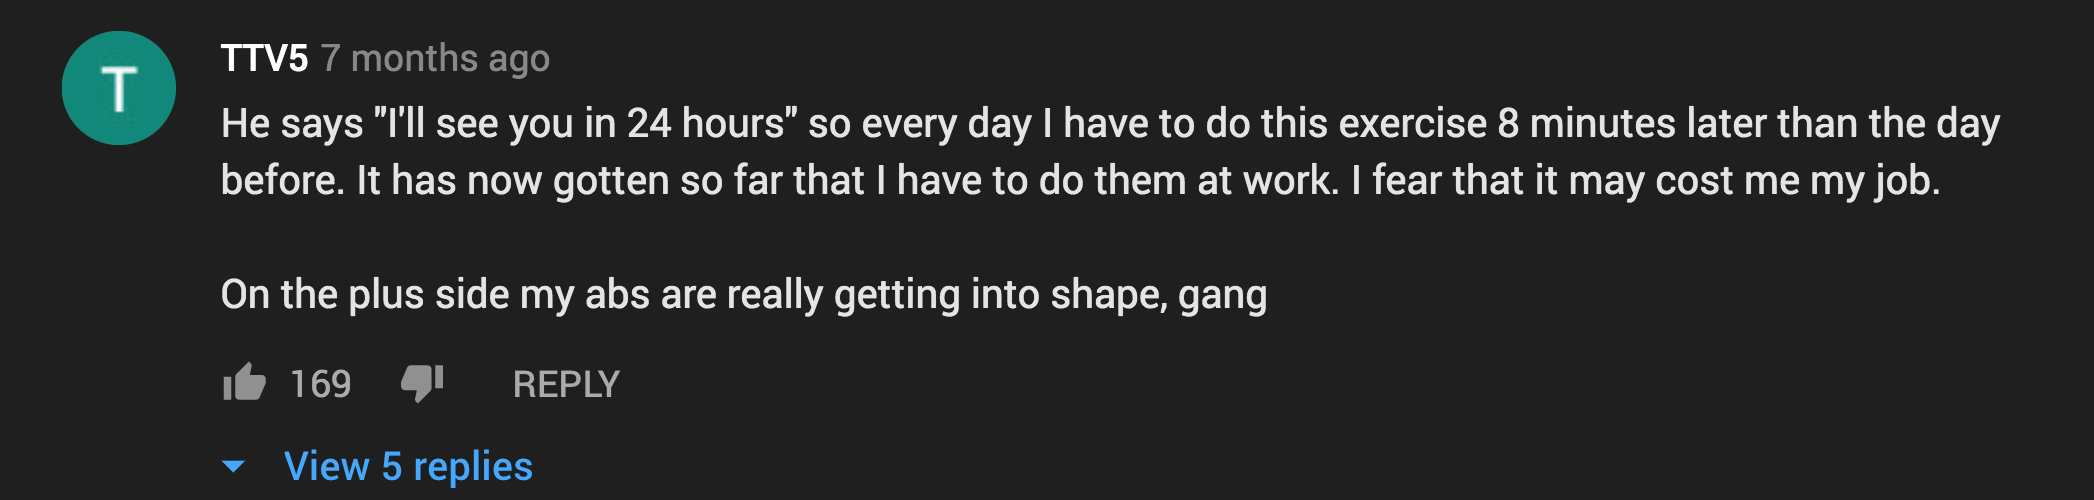 T
TTV5 7 months ago
He says "I'll see you in 24 hours" so every day I have to do this exercise 8 minutes later than the day
before. It has now gotten so far that I have to do them at work. I fear that it may cost me my job.
On the plus side my abs are really getting into shape, gang
169 REPLY
View 5 replies